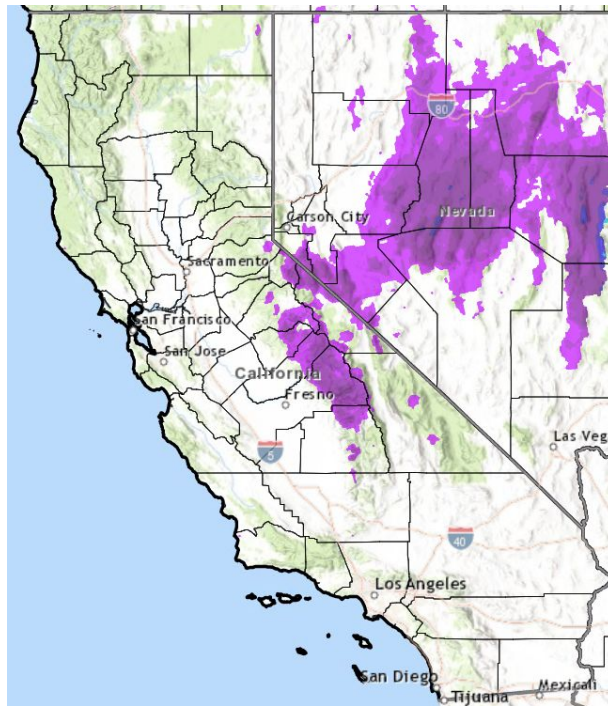 80
Nevada
Carson City
Sacramento
San Francisco
San Jose
California
Fresno
5
Las Veg
40
Los Angeles
San Diego
Mexicali
Tijuana